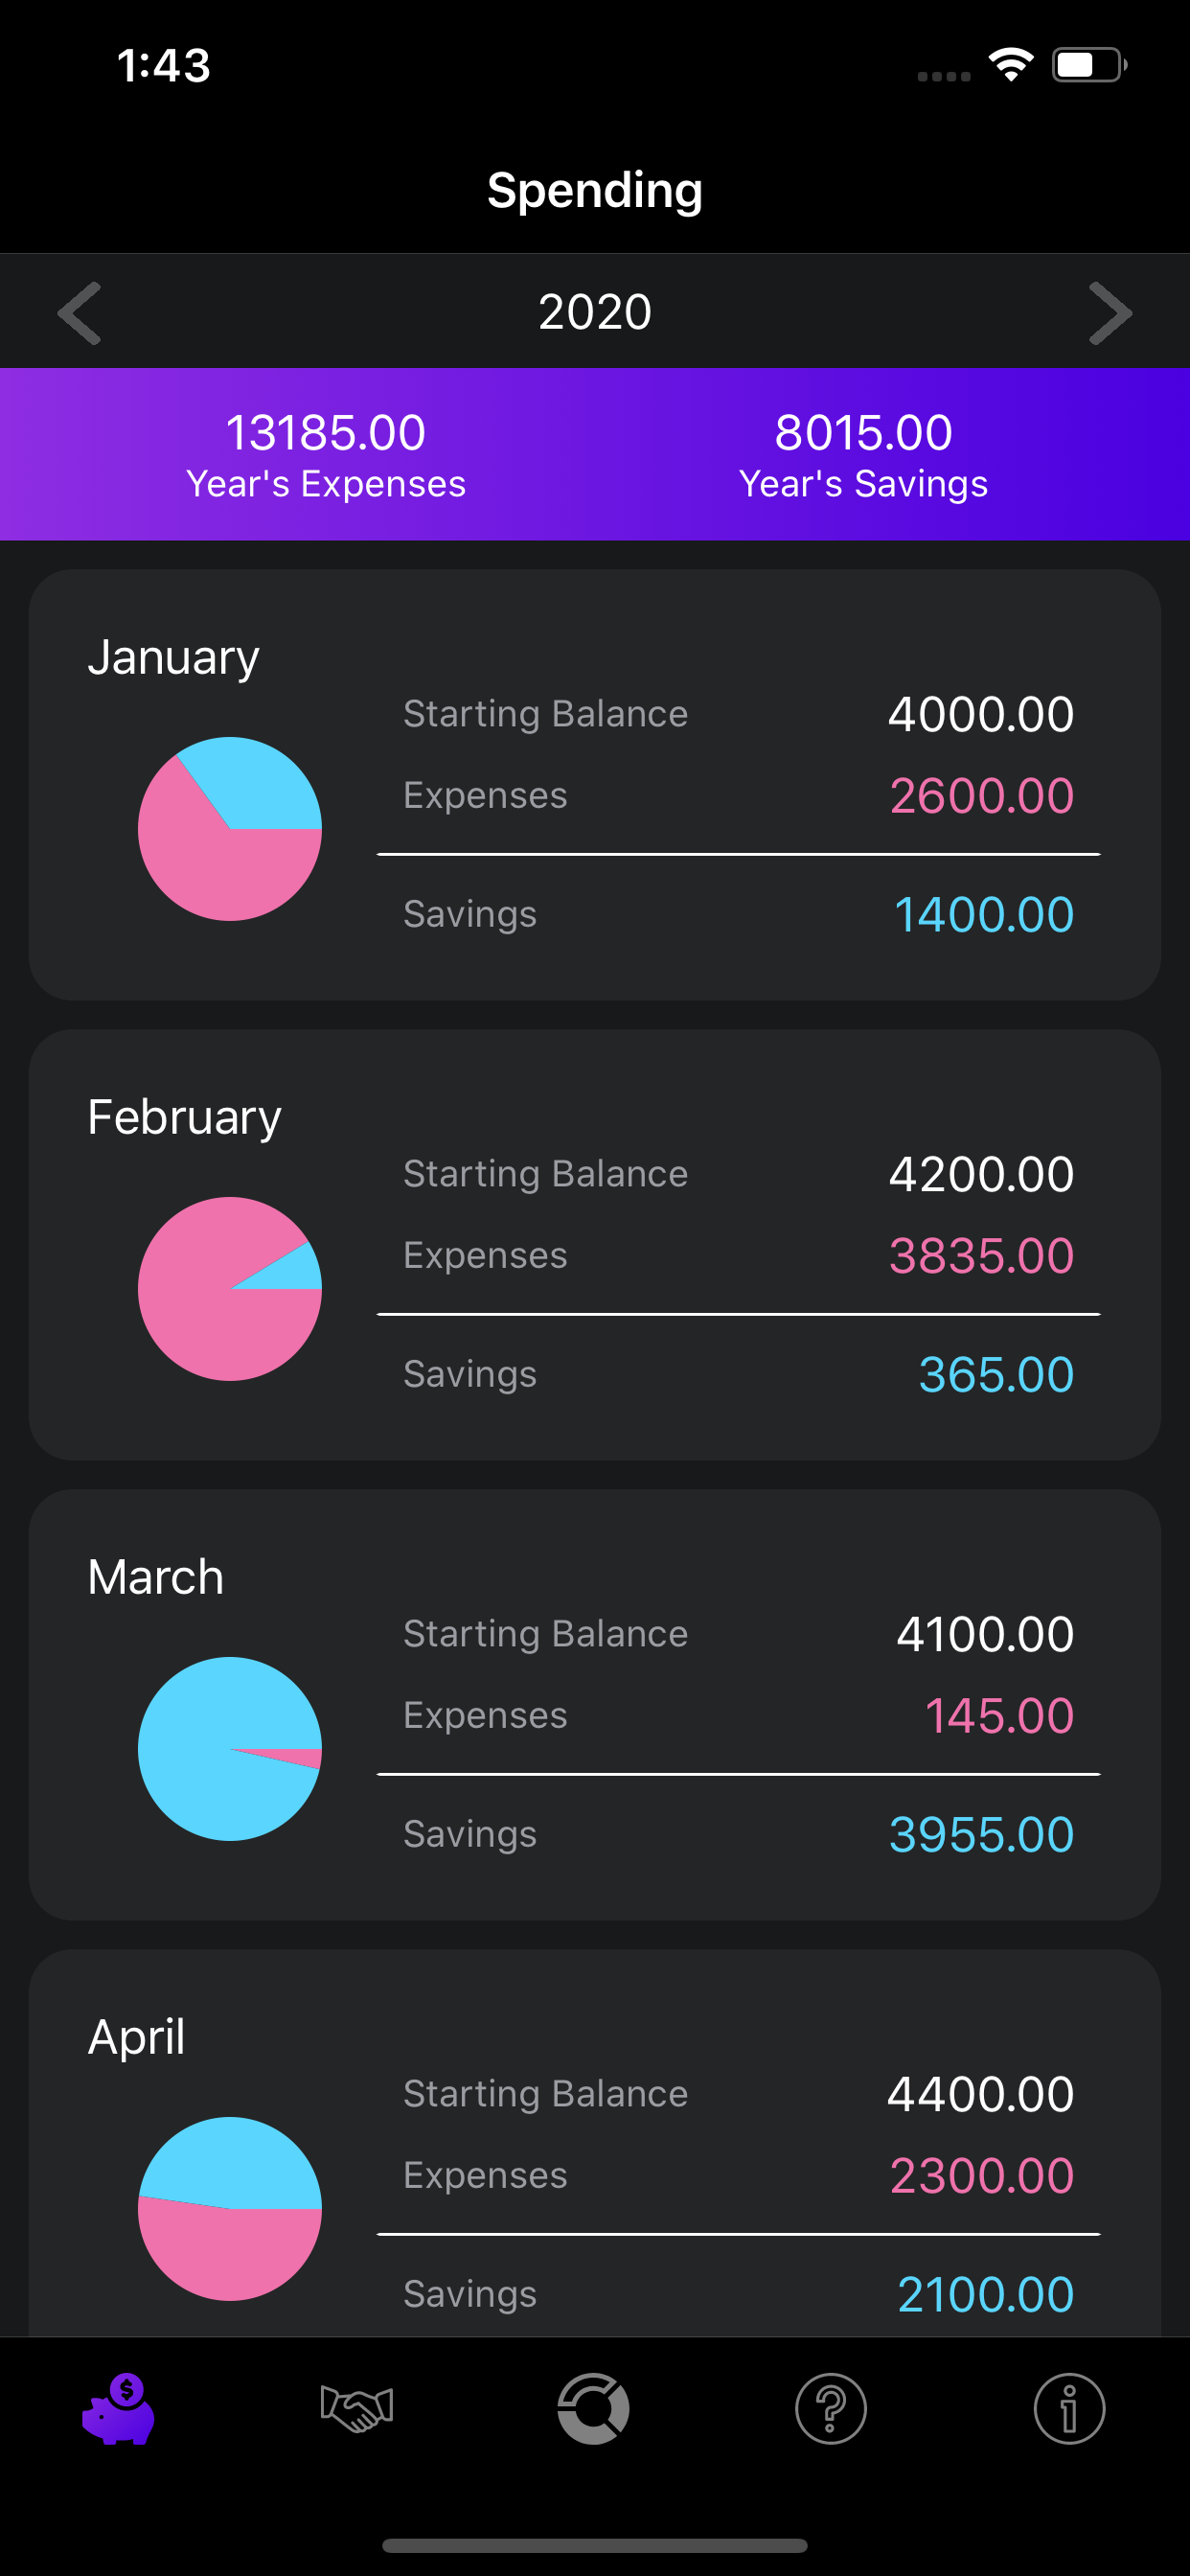 1:43
Spending
2020
13185.00 8015.00
Year's Expenses Year's Savings
January
Starting Balance 4000.00
Expenses 2600.00
Savings 1400.00
February
Starting Balance 4200.00
Expenses 3835.00
Savings 365.00
March
Starting Balance 4100.00
Expenses 145.00
Savings 3955.00
April
Starting Balance 4400.00
Expenses 2300.00
Savings 2100.00